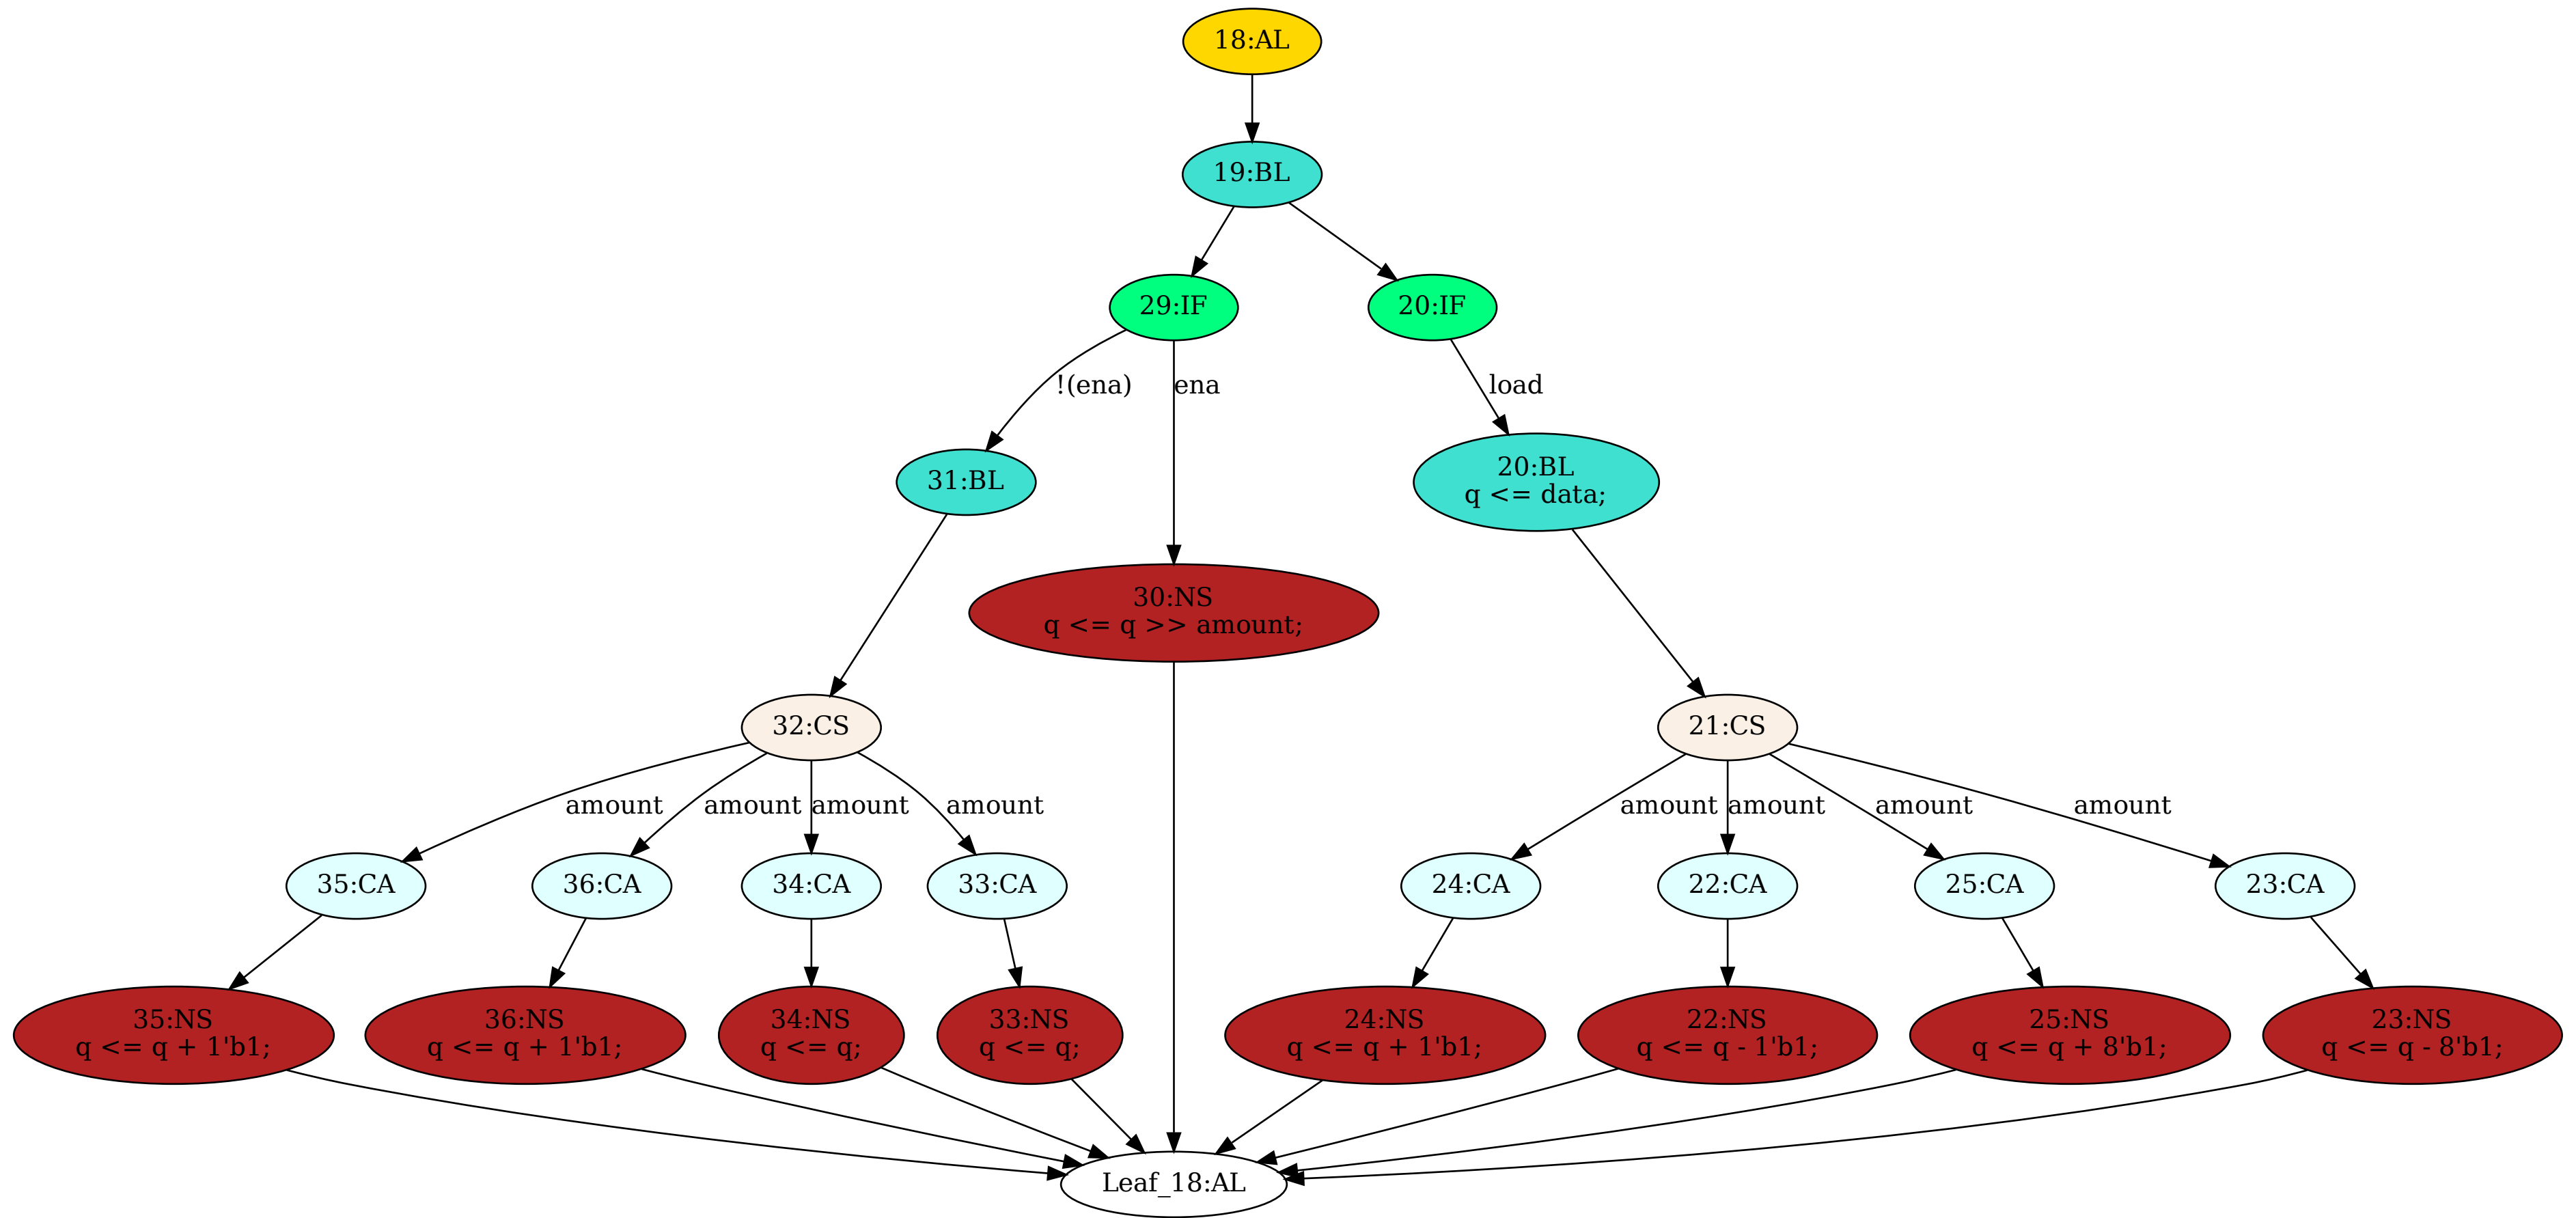 18:AL
19:BL
29:IF
20:IF
!(ena)
ena
load
20:BL
q <= data;
31:BL
30:NS
q <= q >> amount;
32:CS
21:CS
amount
amount
amount
amount
amount
amount
amount
amount
35:CA
36:CA
34:CA
33:CA
24:CA
22:CA
25:CA
23:CA
35:NS
q <= q + 1'b1;
36:NS
q <= q + 1'b1;
34:NS
q <= q;
33:NS
q <= q;
24:NS
q <= q + 1'b1;
22:NS
q <= q - 1'b1;
25:NS
q <= q + 8'b1;
23:NS
q <= q - 8'b1;
Leaf_18:AL